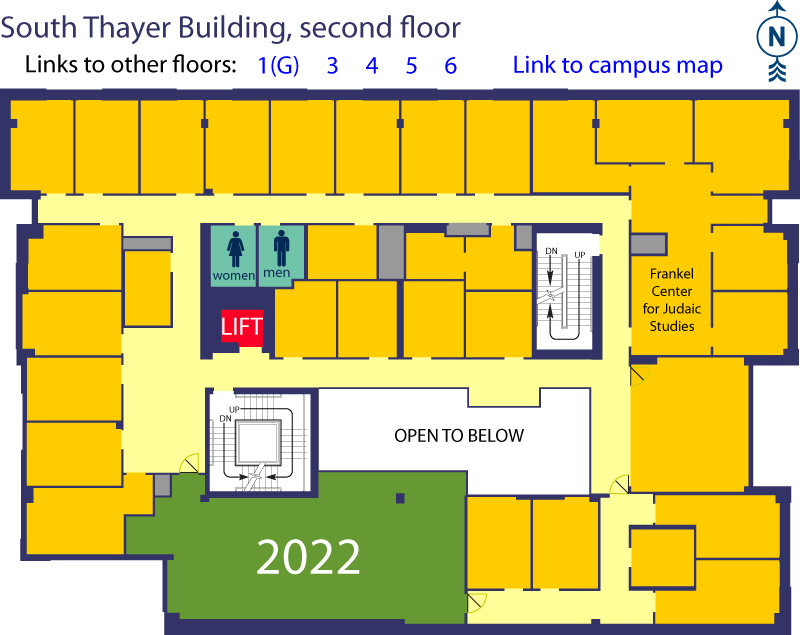 South Thayer Building, second floor
N
Links to other floors: 1(G) 3 4 5 6 Link to campus map
women
men
DN
UP
Frankel
Center
for Judaic
Studies
LIFT
UP
DN
OPEN TO BELOW
2022